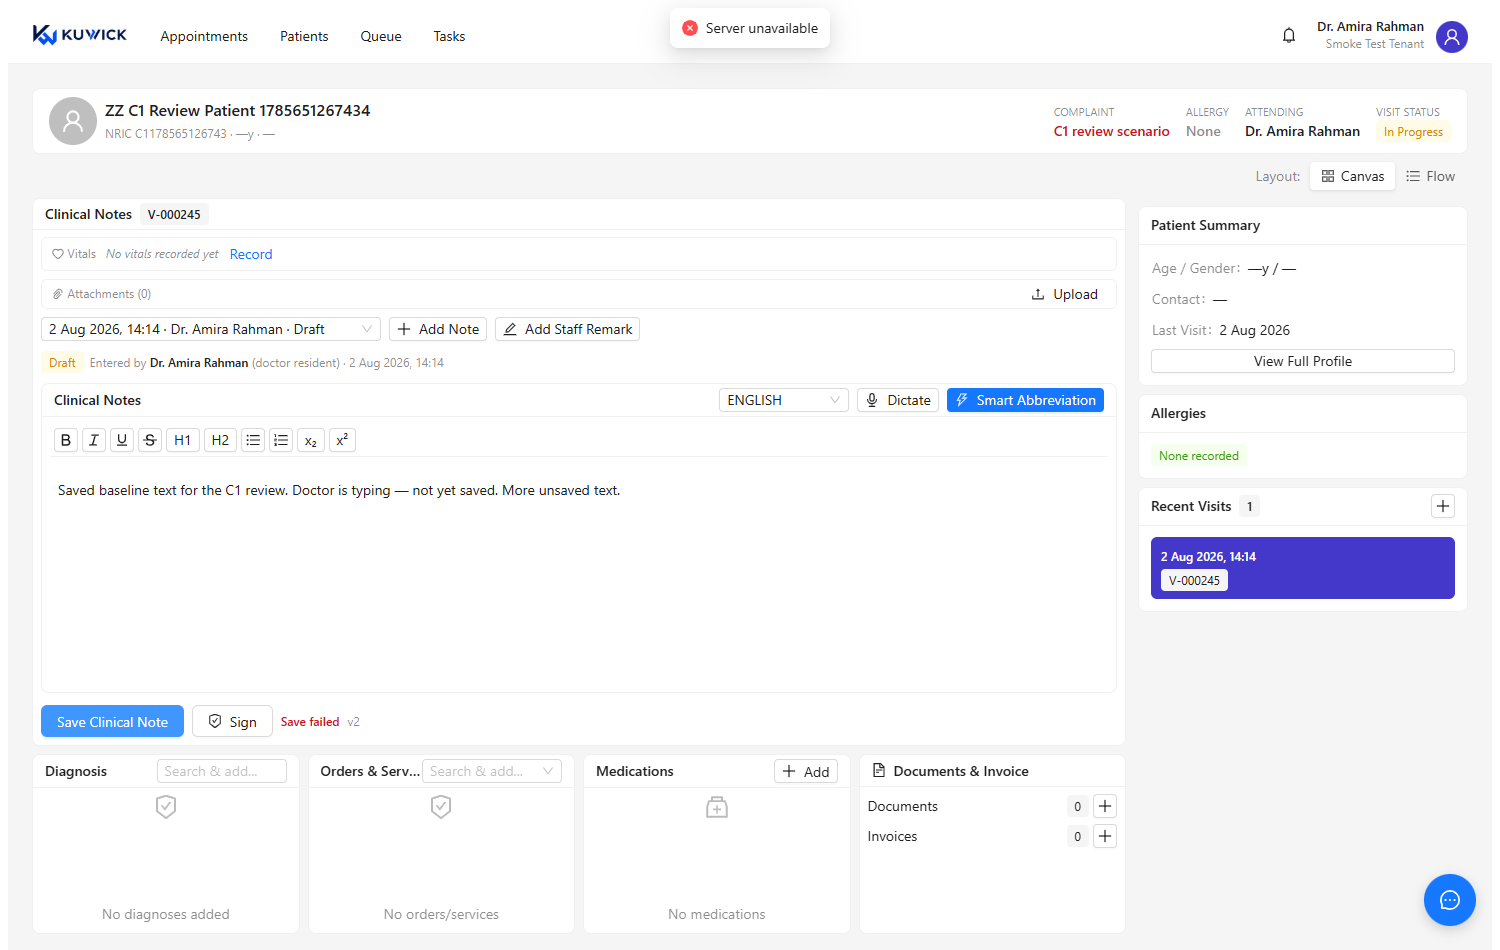 KUWICK
Appointments
Patients
Queue
Tasks
Server unavailable
Dr. Amira Rahman
Smoke Test Tenant
ZZ C1 Review Patient 1785651267434
NRIC C1178565126743 · —y · —
COMPLAINT
C1 review scenario
ALLERGY
None
ATTENDING
Dr. Amira Rahman
VISIT STATUS
In Progress
Layout:
Canvas
Flow
Clinical Notes V-000245
Vitals No vitals recorded yet Record
Attachments (0)
Upload
2 Aug 2026, 14:14 · Dr. Amira Rahman · Draft
Add Note
Add Staff Remark
Draft Entered by Dr. Amira Rahman (doctor resident) · 2 Aug 2026, 14:14
Clinical Notes
ENGLISH
Dictate
Smart Abbreviation
B I U S H1 H2 x₂ x²
Saved baseline text for the C1 review. Doctor is typing — not yet saved. More unsaved text.
Save Clinical Note
Sign
Save failed v2
Diagnosis
Search & add...
No diagnoses added
Orders & Serv...
Search & add...
No orders/services
Medications
Add
No medications
Documents & Invoice
Documents 0
Invoices 0
Patient Summary
Age / Gender: —y / —
Contact: —
Last Visit: 2 Aug 2026
View Full Profile
Allergies
None recorded
Recent Visits 1
2 Aug 2026, 14:14
V-000245